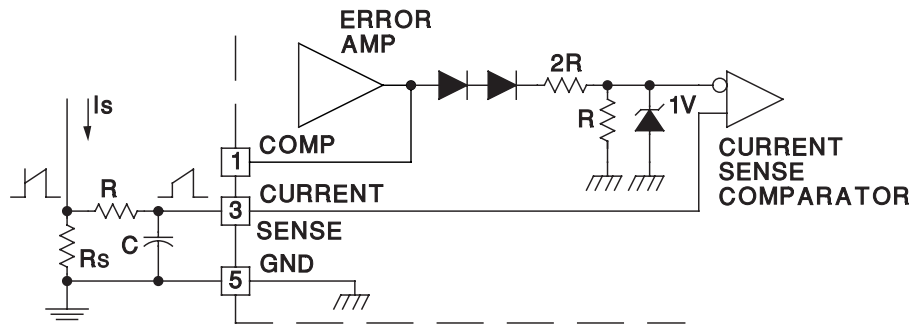 ERROR
AMP
2R
Is
R
1V
1
COMP
CURRENT
SENSE
COMPARATOR
R
3
CURRENT
SENSE
Rs
C
5
GND